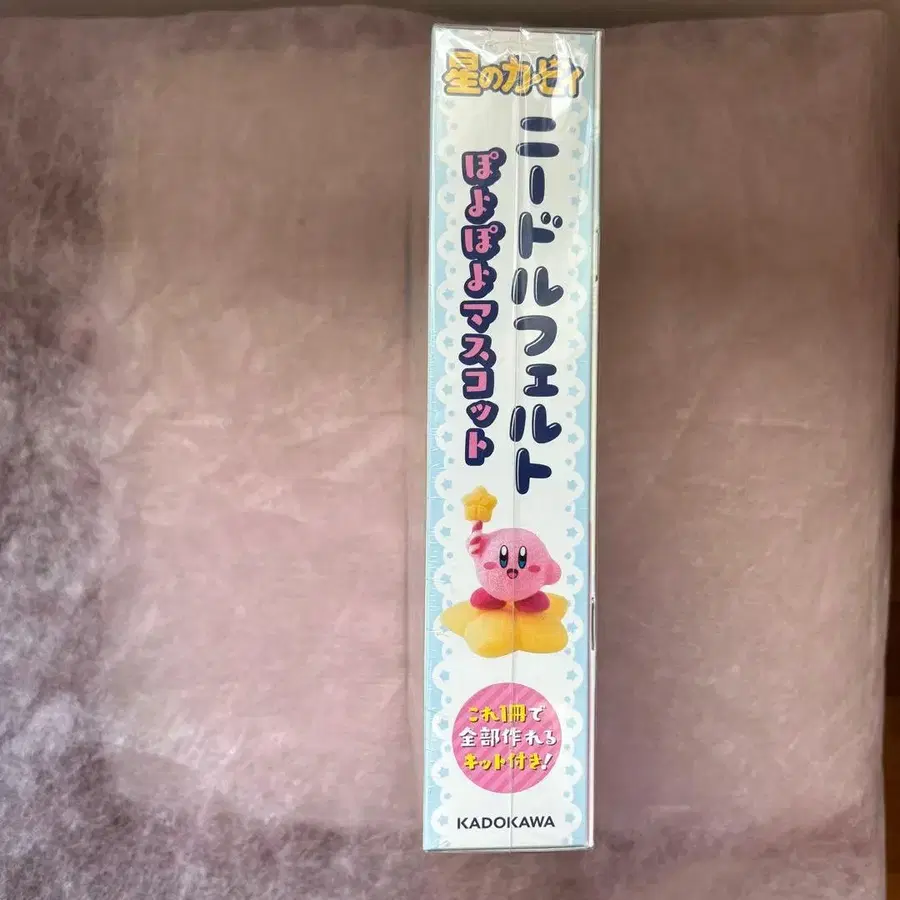 星のカービィ
ニードルフェルト
ぽよぽよマスコット
これ1冊で
全部作れる
キット付き!
KADOKAWA